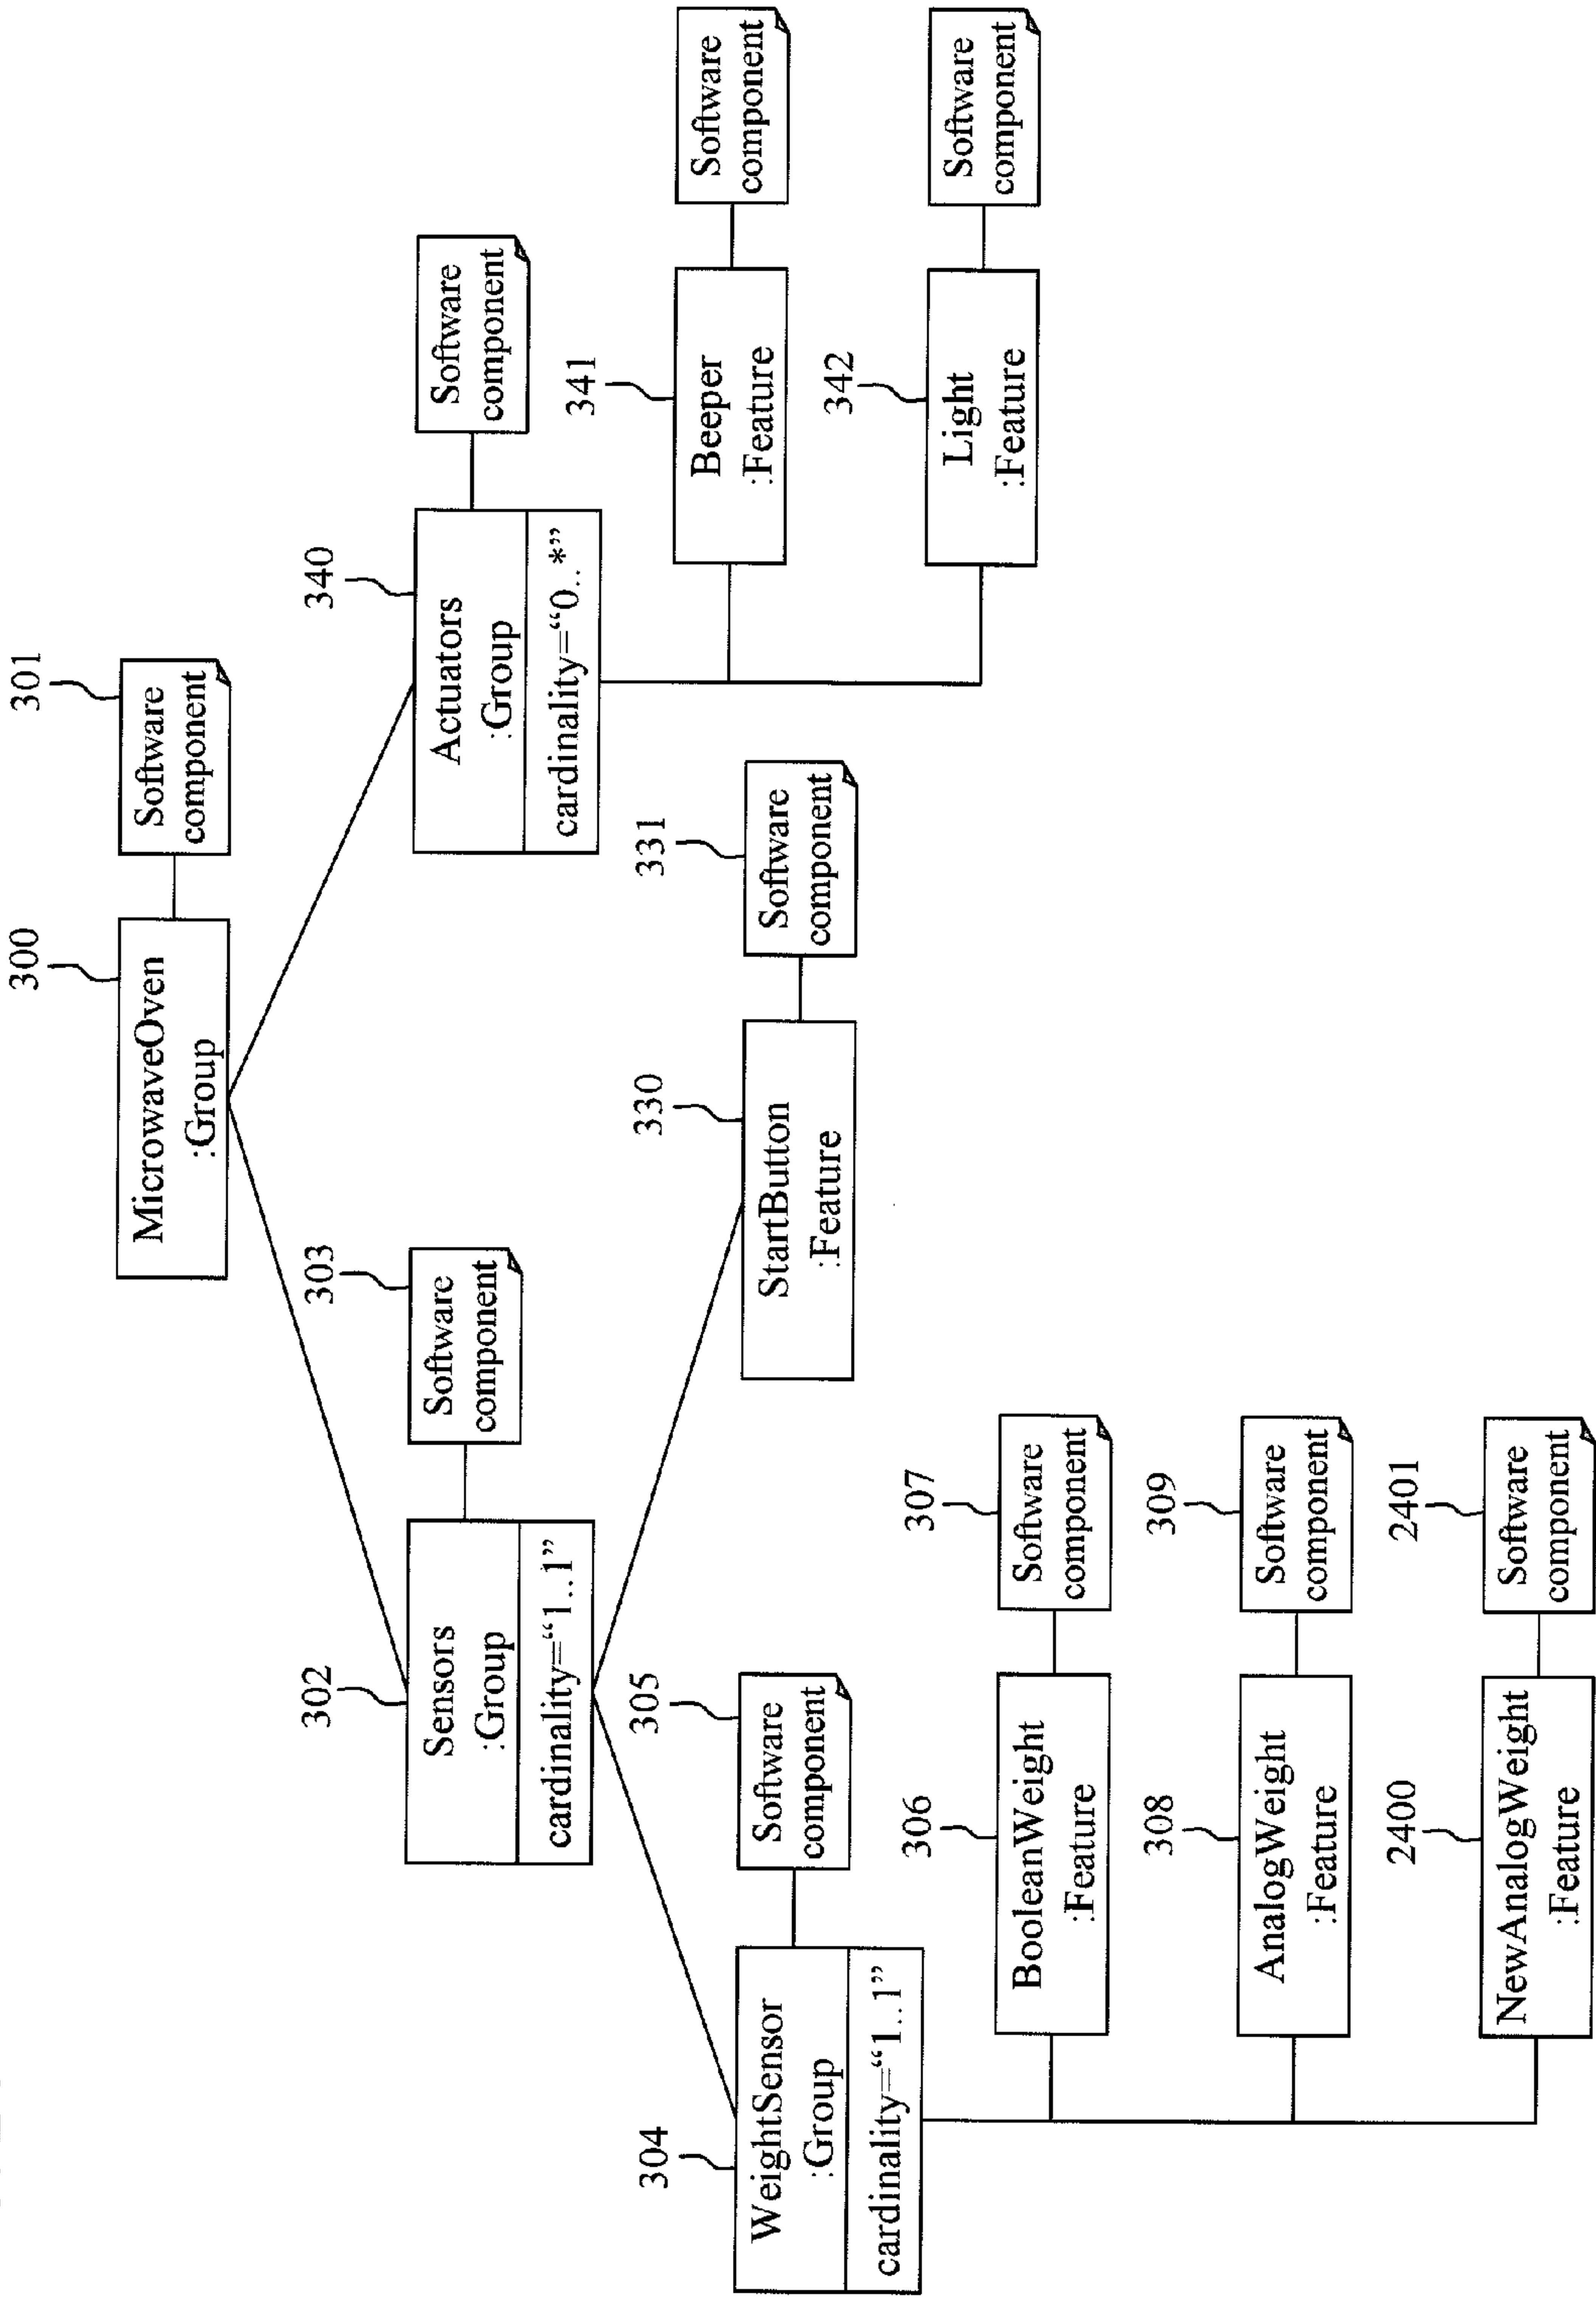 300
301
MicrowaveOven
:Group
Software
component
302
303
Sensors
:Group
cardinality=“1..1”
Software
component
340
Actuators
:Group
cardinality=“0..*”
Software
component
304
305
WeightSensor
:Group
cardinality=“1..1”
Software
component
330
331
StartButton
:Feature
Software
component
341
Beeper
:Feature
Software
component
342
Light
:Feature
Software
component
306
307
BooleanWeight
:Feature
Software
component
308
309
AnalogWeight
:Feature
Software
component
2400
2401
NewAnalogWeight
:Feature
Software
component